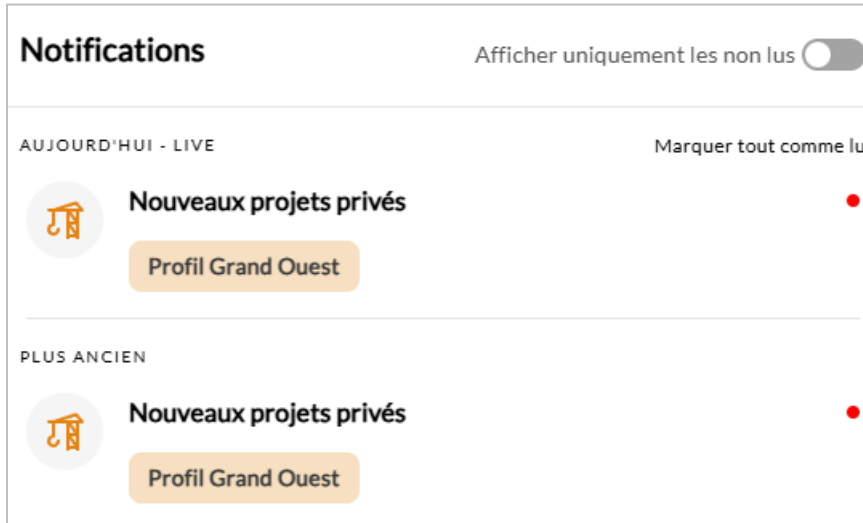 Notifications
Afficher uniquement les non lus
AUJOURD'HUI - LIVE
Marquer tout comme lu
Nouveaux projets privés
Profil Grand Ouest
PLUS ANCIEN
Nouveaux projets privés
Profil Grand Ouest